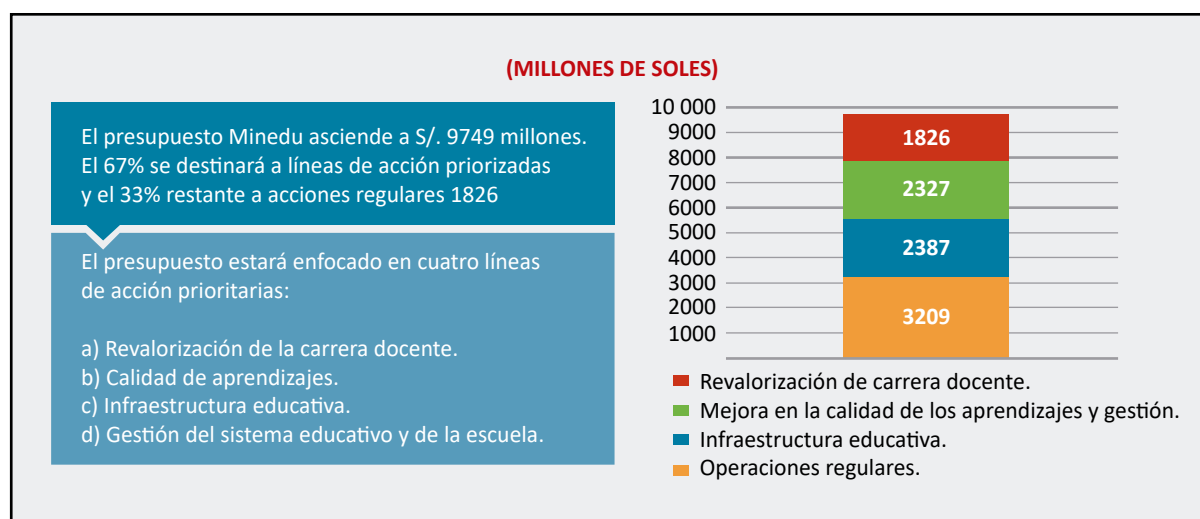 (MILLONES DE SOLES)
El presupuesto Minedu asciende a S/. 9749 millones.
El 67% se destinará a líneas de acción priorizadas
y el 33% restante a acciones regulares 1826
El presupuesto estará enfocado en cuatro líneas
de acción prioritarias:
a) Revalorización de la carrera docente.
b) Calidad de aprendizajes.
c) Infraestructura educativa.
d) Gestión del sistema educativo y de la escuela.
10 000
9000
8000
7000
6000
5000
4000
3000
2000
1000
1826
2327
2387
3209
Revalorización de carrera docente.
Mejora en la calidad de los aprendizajes y gestión.
Infraestructura educativa.
Operaciones regulares.